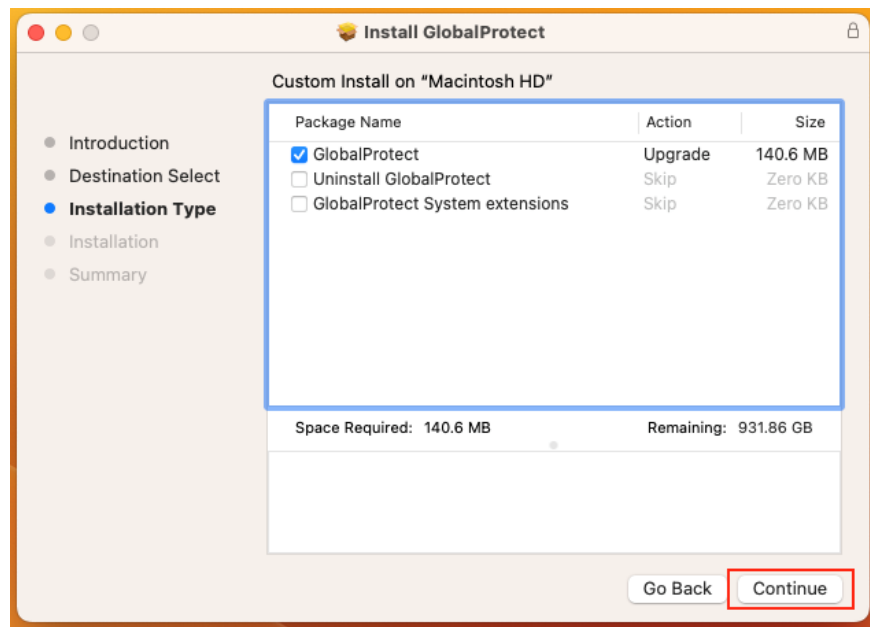 Install GlobalProtect
Custom Install on “Macintosh HD”
Introduction
Destination Select
Installation Type
Installation
Summary
Package Name Action Size
GlobalProtect Upgrade 140.6 MB
Uninstall GlobalProtect Skip Zero KB
GlobalProtect System extensions Skip Zero KB
Space Required: 140.6 MB Remaining: 931.86 GB
Go Back Continue